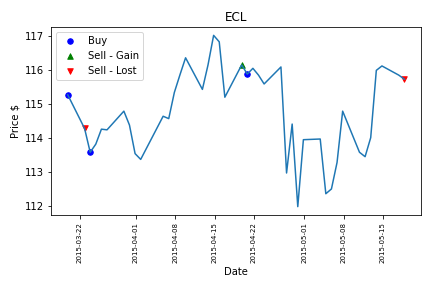 ECL
Buy
Sell - Gain
Sell - Lost
Price $
117
116
115
114
113
112
2015-03-22
2015-04-01
2015-04-08
2015-04-15
2015-04-22
2015-05-01
2015-05-08
2015-05-15
Date